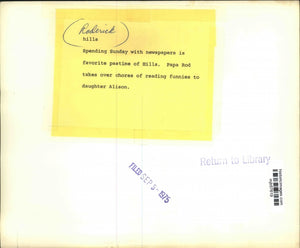 (Roderick)
hills
Spending Sunday with newspapers is
favorite pastime of Hills. Papa Rod
takes over chores of reading funnies to
daughter Alison.
FILED SEP 5 1975
Return to Library